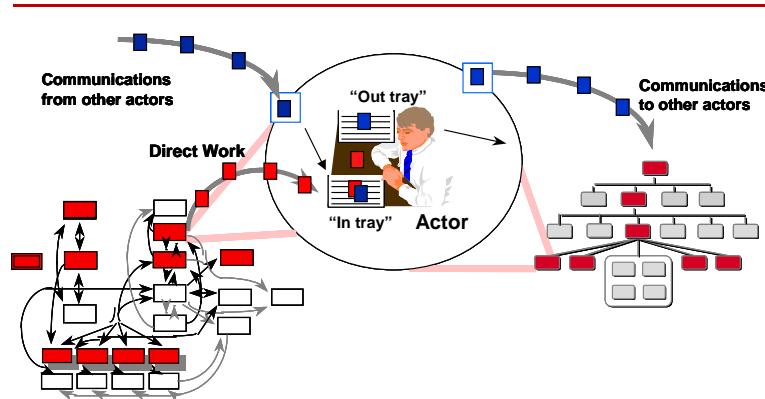 Communications
from other actors
"Out tray"
Communications
to other actors
Direct Work
"In tray"
Actor